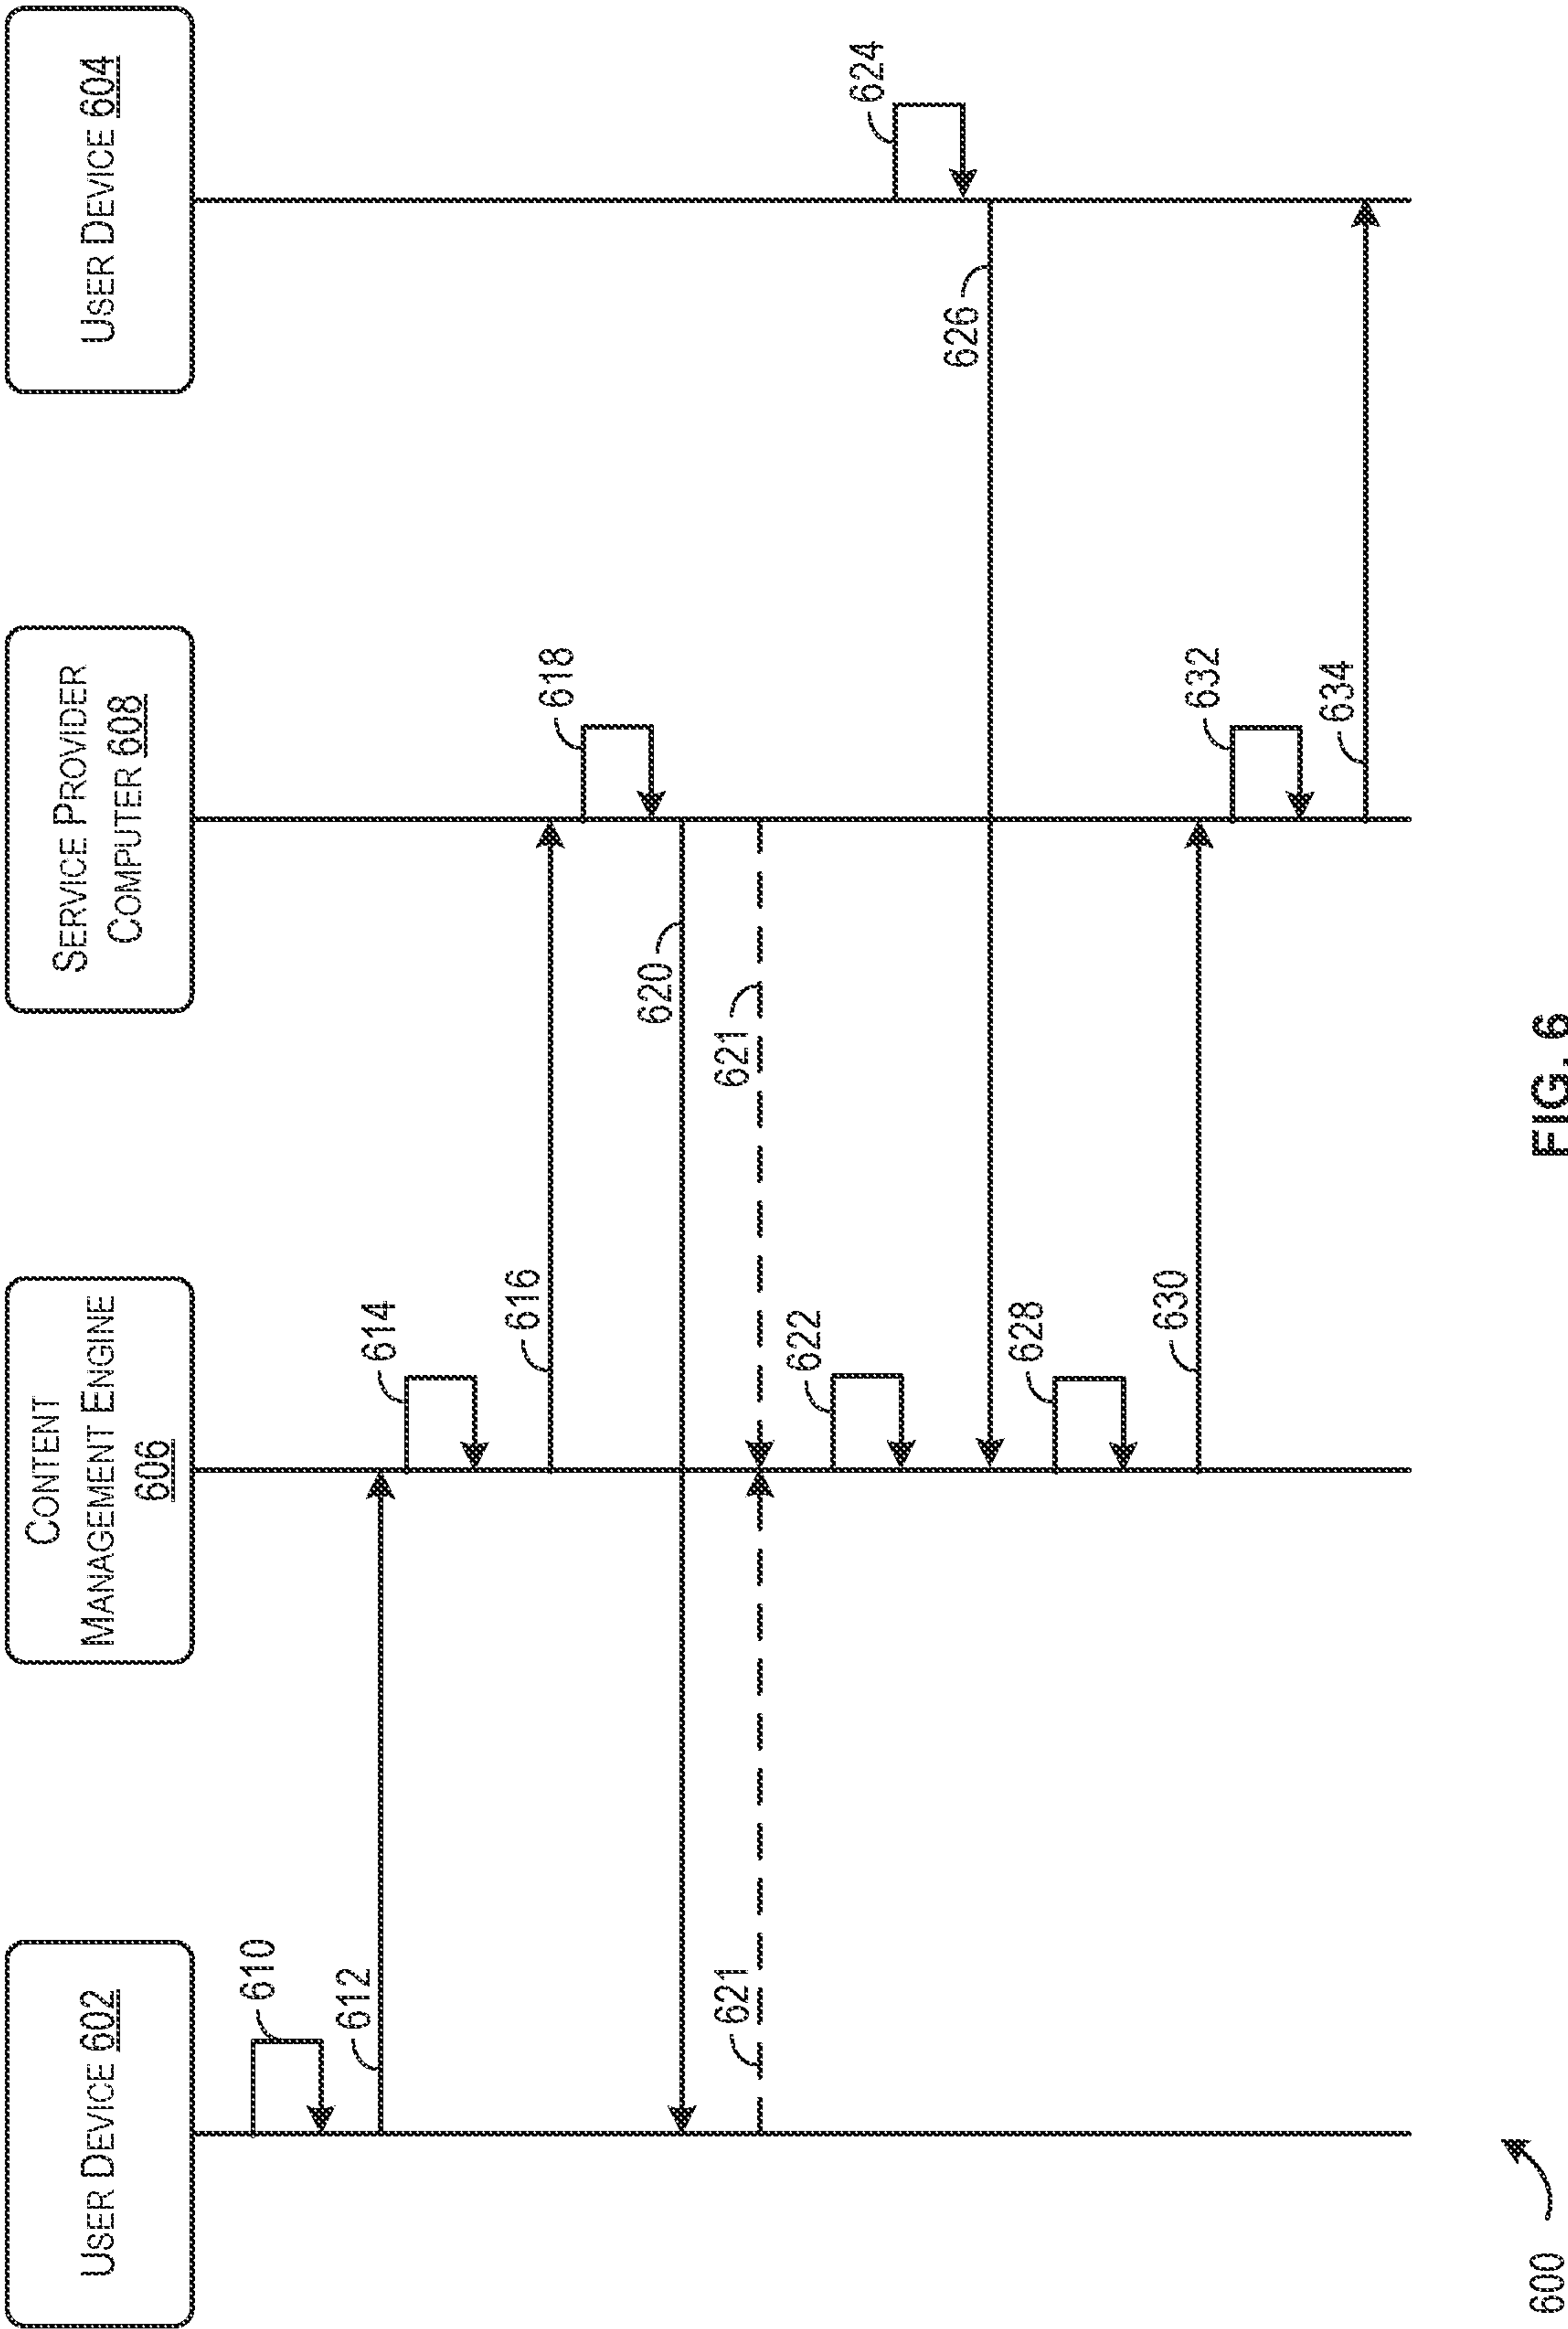 USER DEVICE 602
CONTENT
MANAGEMENT ENGINE
606
SERVICE PROVIDER
COMPUTER 608
USER DEVICE 604
610
612
614
616
618
620
621
621
622
624
626
628
630
632
634
600
FIG. 6